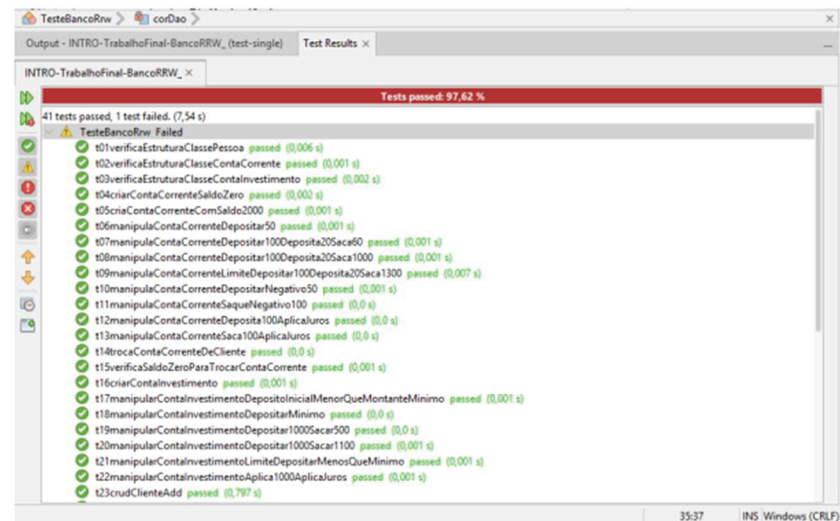 TesteBancoRrw > corDao >
Output - INTRO-TrabalhoFinal-BancoRRW_ (test-single) Test Results ×
INTRO-TrabalhoFinal-BancoRRW_ ×
Tests passed: 97,62 %
41 tests passed, 1 test failed. (7,54 s)
TesteBancoRrw Failed
t01verificaEstruturaClassePessoa passed (0,006 s)
t02verificaEstruturaClasseContaCorrente passed (0,001 s)
t03verificaEstruturaClasseContaInvestimento passed (0,002 s)
t04criarContaCorrenteSaldoZero passed (0,002 s)
t05criaContaCorrenteComSaldo2000 passed (0,001 s)
t06manipulaContaCorrenteDepositar50 passed (0,001 s)
t07manipulaContaCorrenteDepositar100Deposita20Saca60 passed (0,001 s)
t08manipulaContaCorrenteDepositar100Deposita20Saca1000 passed (0,001 s)
t09manipulaContaCorrenteLimiteDepositar100Deposita20Saca1300 passed (0,007 s)
t10manipulaContaCorrenteDepositarNegativo50 passed (0,001 s)
t11manipulaContaCorrenteSaqueNegativo100 passed (0,0 s)
t12manipulaContaCorrenteDeposita100AplicaJuros passed (0,0 s)
t13manipulaContaCorrenteSaca100AplicaJuros passed (0,0 s)
t14trocaContaCorrenteDeCliente passed (0,0 s)
t15verificaSaldoZeroParaTrocarContaCorrente passed (0,001 s)
t16criarContaInvestimento passed (0,001 s)
t17manipularContaInvestimentoDepositoInicialMenorQueMontanteMinimo passed (0,001 s)
t18manipularContaInvestimentoDepositarMinimo passed (0,0 s)
t19manipularContaInvestimentoDepositar1000Sacar500 passed (0,0 s)
t20manipularContaInvestimentoDepositar1000Sacar1100 passed (0,001 s)
t21manipularContaInvestimentoLimiteDepositarMenosQueMinimo passed (0,001 s)
t22manipularContaInvestimentoAplica1000AplicaJuros passed (0,001 s)
t23crudClienteAdd passed (0,797 s)
35:37 INS Windows (CRLF)